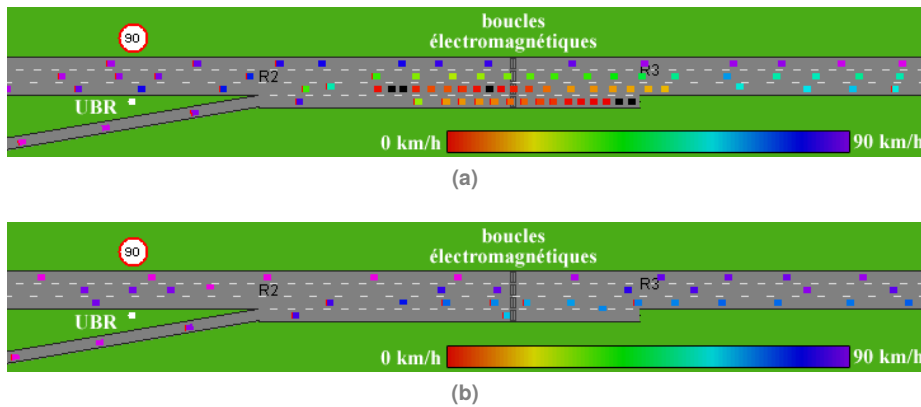 90
boucles
électromagnétiques
R2
R3
UBR
0 km/h
90 km/h
(a)
90
boucles
électromagnétiques
R2
R3
UBR
0 km/h
90 km/h
(b)